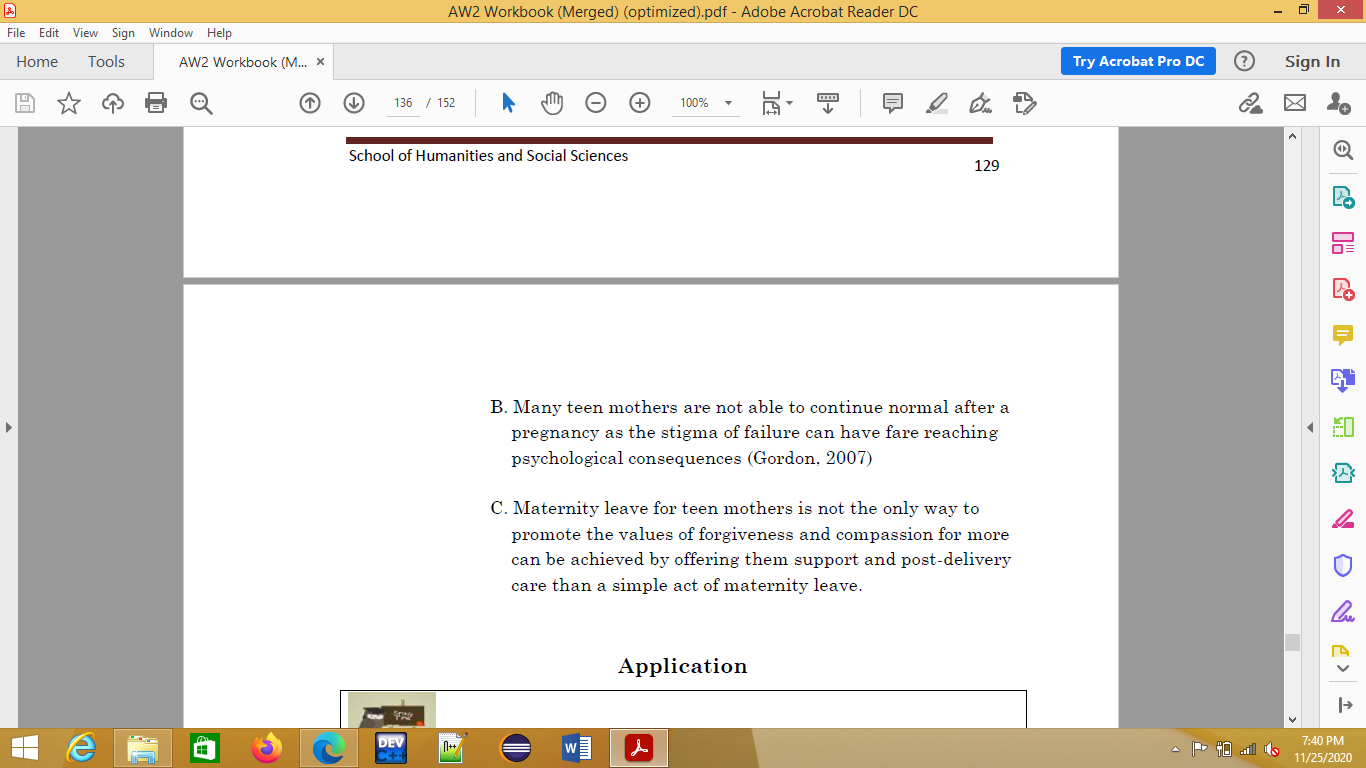 AW2 Workbook (Merged) (optimized).pdf - Adobe Acrobat Reader DC
File Edit View Sign Window Help
Home Tools AW2 Workbook (M... × Try Acrobat Pro DC ? Sign In
136 / 152 100%
School of Humanities and Social Sciences
129
B. Many teen mothers are not able to continue normal after a
pregnancy as the stigma of failure can have fare reaching
psychological consequences (Gordon, 2007)
C. Maternity leave for teen mothers is not the only way to
promote the values of forgiveness and compassion for more
can be achieved by offering them support and post-delivery
care than a simple act of maternity leave.
Application
DEV
C++
7:40 PM
11/25/2020